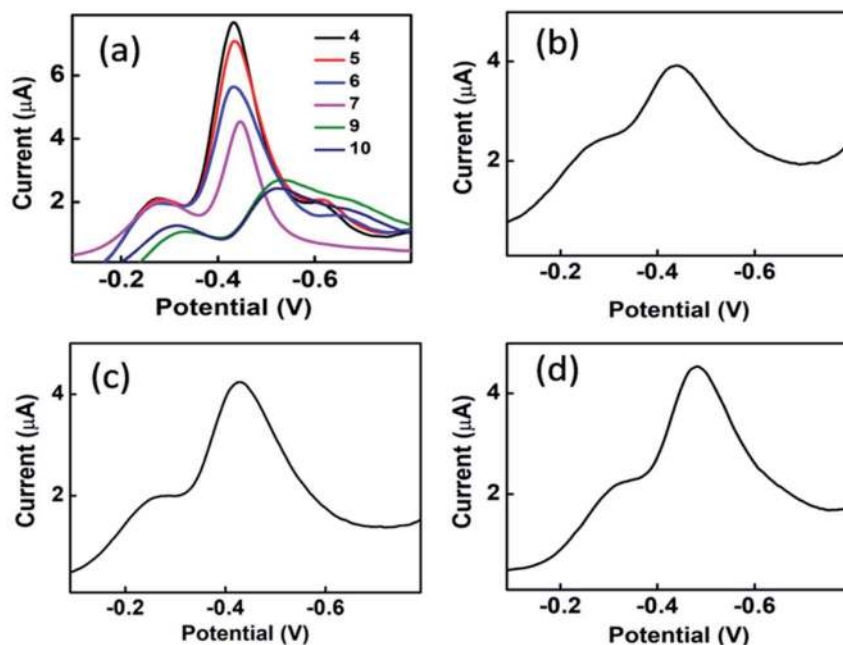 (a)
4
5
6
7
9
10
6
4
2
Current (μA)
-0.2
-0.4
-0.6
Potential (V)
(b)
4
2
Current (μA)
-0.2
-0.4
-0.6
Potential (V)
(c)
4
2
Current (μA)
-0.2
-0.4
-0.6
Potential (V)
(d)
4
2
Current (μA)
-0.2
-0.4
-0.6
Potential (V)